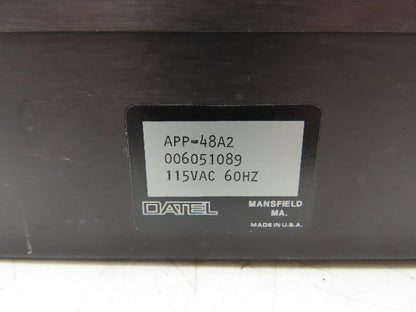 APP-48A2
006051089
115VAC 60HZ
DATEL
MANSFIELD
MA.
MADE IN U.S.A.